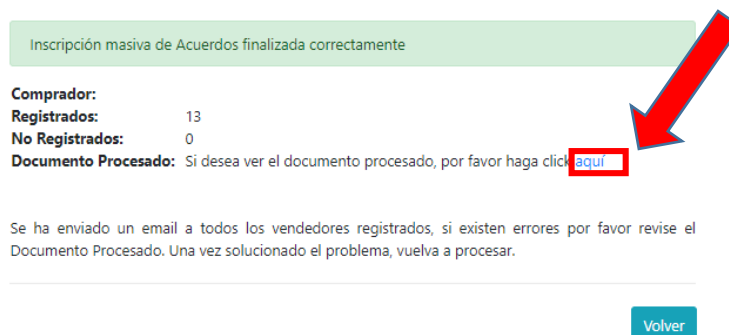 Inscripción masiva de Acuerdos finalizada correctamente
Comprador:
Registrados: 13
No Registrados: 0
Documento Procesado: Si desea ver el documento procesado, por favor haga click aquí
Se ha enviado un email a todos los vendedores registrados, si existen errores por favor revise el
Documento Procesado. Una vez solucionado el problema, vuelva a procesar.
Volver